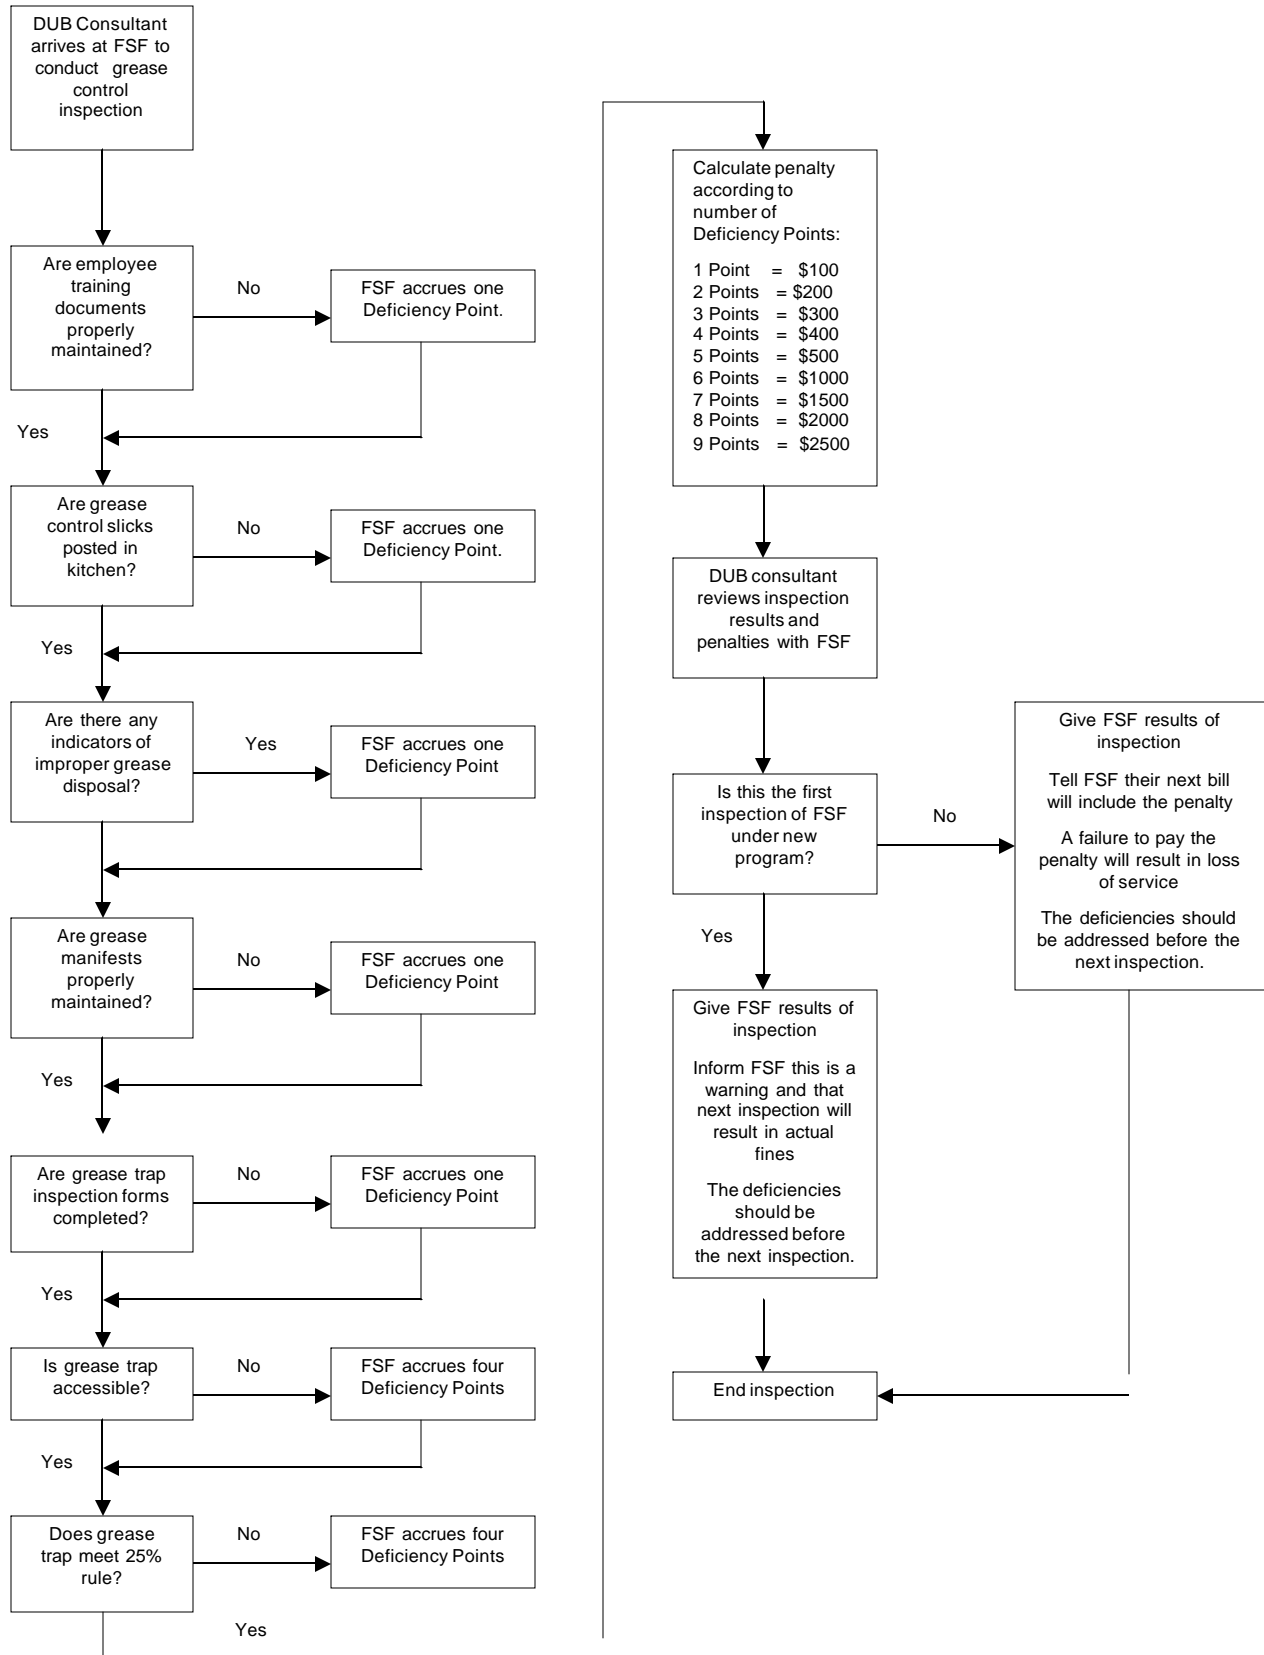 DUB Consultant
arrives at FSF to
conduct grease
control
inspection
Are employee
training
documents
properly
maintained?
No
FSF accrues one
Deficiency Point.
Yes
Are grease
control slicks
posted in
kitchen?
No
FSF accrues one
Deficiency Point.
Yes
Are there any
indicators of
improper grease
disposal?
Yes
FSF accrues one
Deficiency Point
Are grease
manifests
properly
maintained?
No
FSF accrues one
Deficiency Point
Yes
Are grease trap
inspection forms
completed?
No
FSF accrues one
Deficiency Point
Yes
Is grease trap
accessible?
No
FSF accrues four
Deficiency Points
Yes
Does grease
trap meet 25%
rule?
No
FSF accrues four
Deficiency Points
Yes
Calculate penalty
according to
number of
Deficiency Points:
1 Point = $100
2 Points = $200
3 Points = $300
4 Points = $400
5 Points = $500
6 Points = $1000
7 Points = $1500
8 Points = $2000
9 Points = $2500
DUB consultant
reviews inspection
results and
penalties with FSF
Is this the first
inspection of FSF
under new
program?
No
Give FSF results of
inspection
Tell FSF their next bill
will include the penalty
A failure to pay the
penalty will result in loss
of service
The deficiencies should
be addressed before the
next inspection.
Yes
Give FSF results of
inspection
Inform FSF this is a
warning and that
next inspection will
result in actual
fines
The deficiencies
should be
addressed before
the next inspection.
End inspection